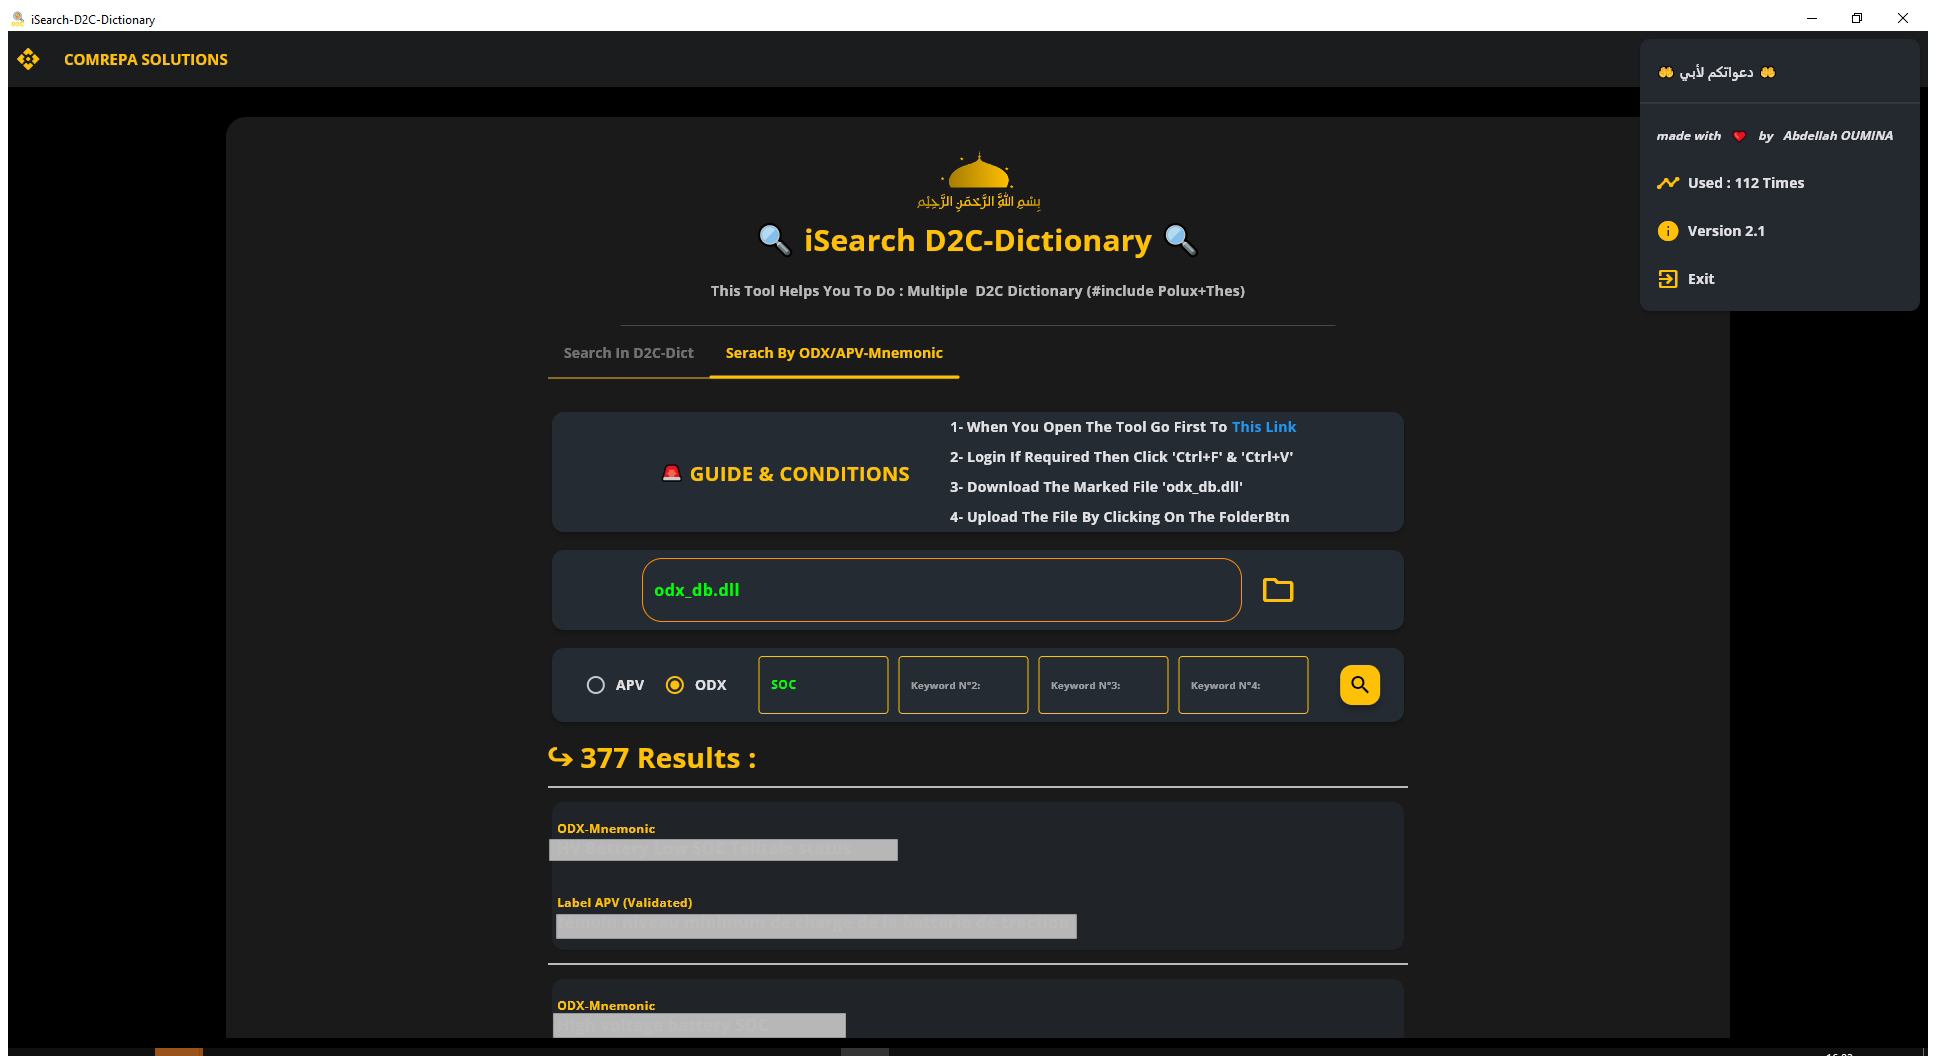 iSearch-D2C-Dictionary
COMREPA SOLUTIONS
دعواتكم لأبي
made with ❤️ by Abdellah OUMINA
Used : 112 Times
Version 2.1
Exit
بِسْمِ اللَّهِ الرَّحْمَنِ الرَّحِيْمِ
iSearch D2C-Dictionary
This Tool Helps You To Do : Multiple D2C Dictionary (#include Polux+Thes)
Search In D2C-Dict
Serach By ODX/APV-Mnemonic
GUIDE & CONDITIONS
1- When You Open The Tool Go First To This Link
2- Login If Required Then Click 'Ctrl+F' & 'Ctrl+V'
3- Download The Marked File 'odx_db.dll'
4- Upload The File By Clicking On The FolderBtn
odx_db.dll
APV ODX SOC Keyword N°2: Keyword N°3: Keyword N°4:
↪ 377 Results :
ODX-Mnemonic
Label APV (Validated)
ODX-Mnemonic
High voltage battery SOC